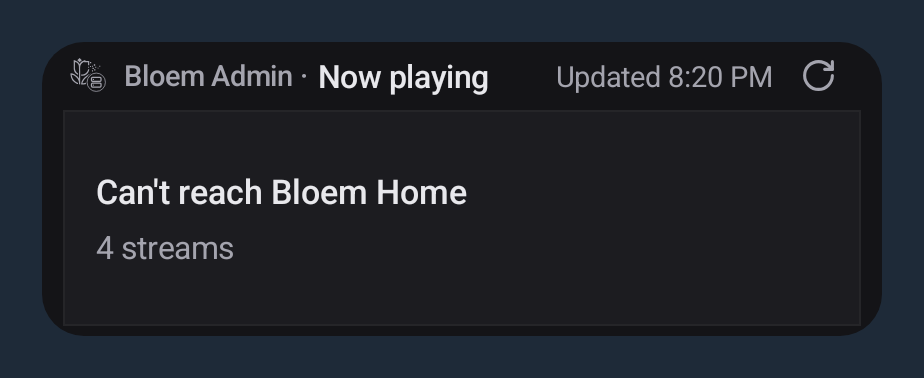 Bloem Admin · Now playing Updated 8:20 PM
Can't reach Bloem Home
4 streams